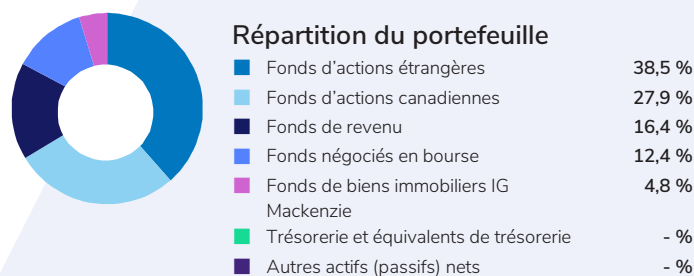 Répartition du portefeuille
Fonds d’actions étrangères 38,5 %
Fonds d’actions canadiennes 27,9 %
Fonds de revenu 16,4 %
Fonds négociés en bourse 12,4 %
Fonds de biens immobiliers IG 4,8 %
Mackenzie
Trésorerie et équivalents de trésorerie - %
Autres actifs (passifs) nets - %